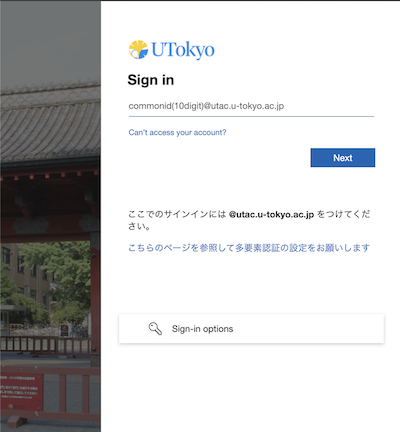 UTokyo
Sign in
commonid(10digit)@utac.u-tokyo.ac.jp
Can't access your account?
Next
ここでのサインインには @utac.u-tokyo.ac.jp をつけてくだ
さい。
こちらのページを参照して多要素認証の設定をお願いします
Sign-in options